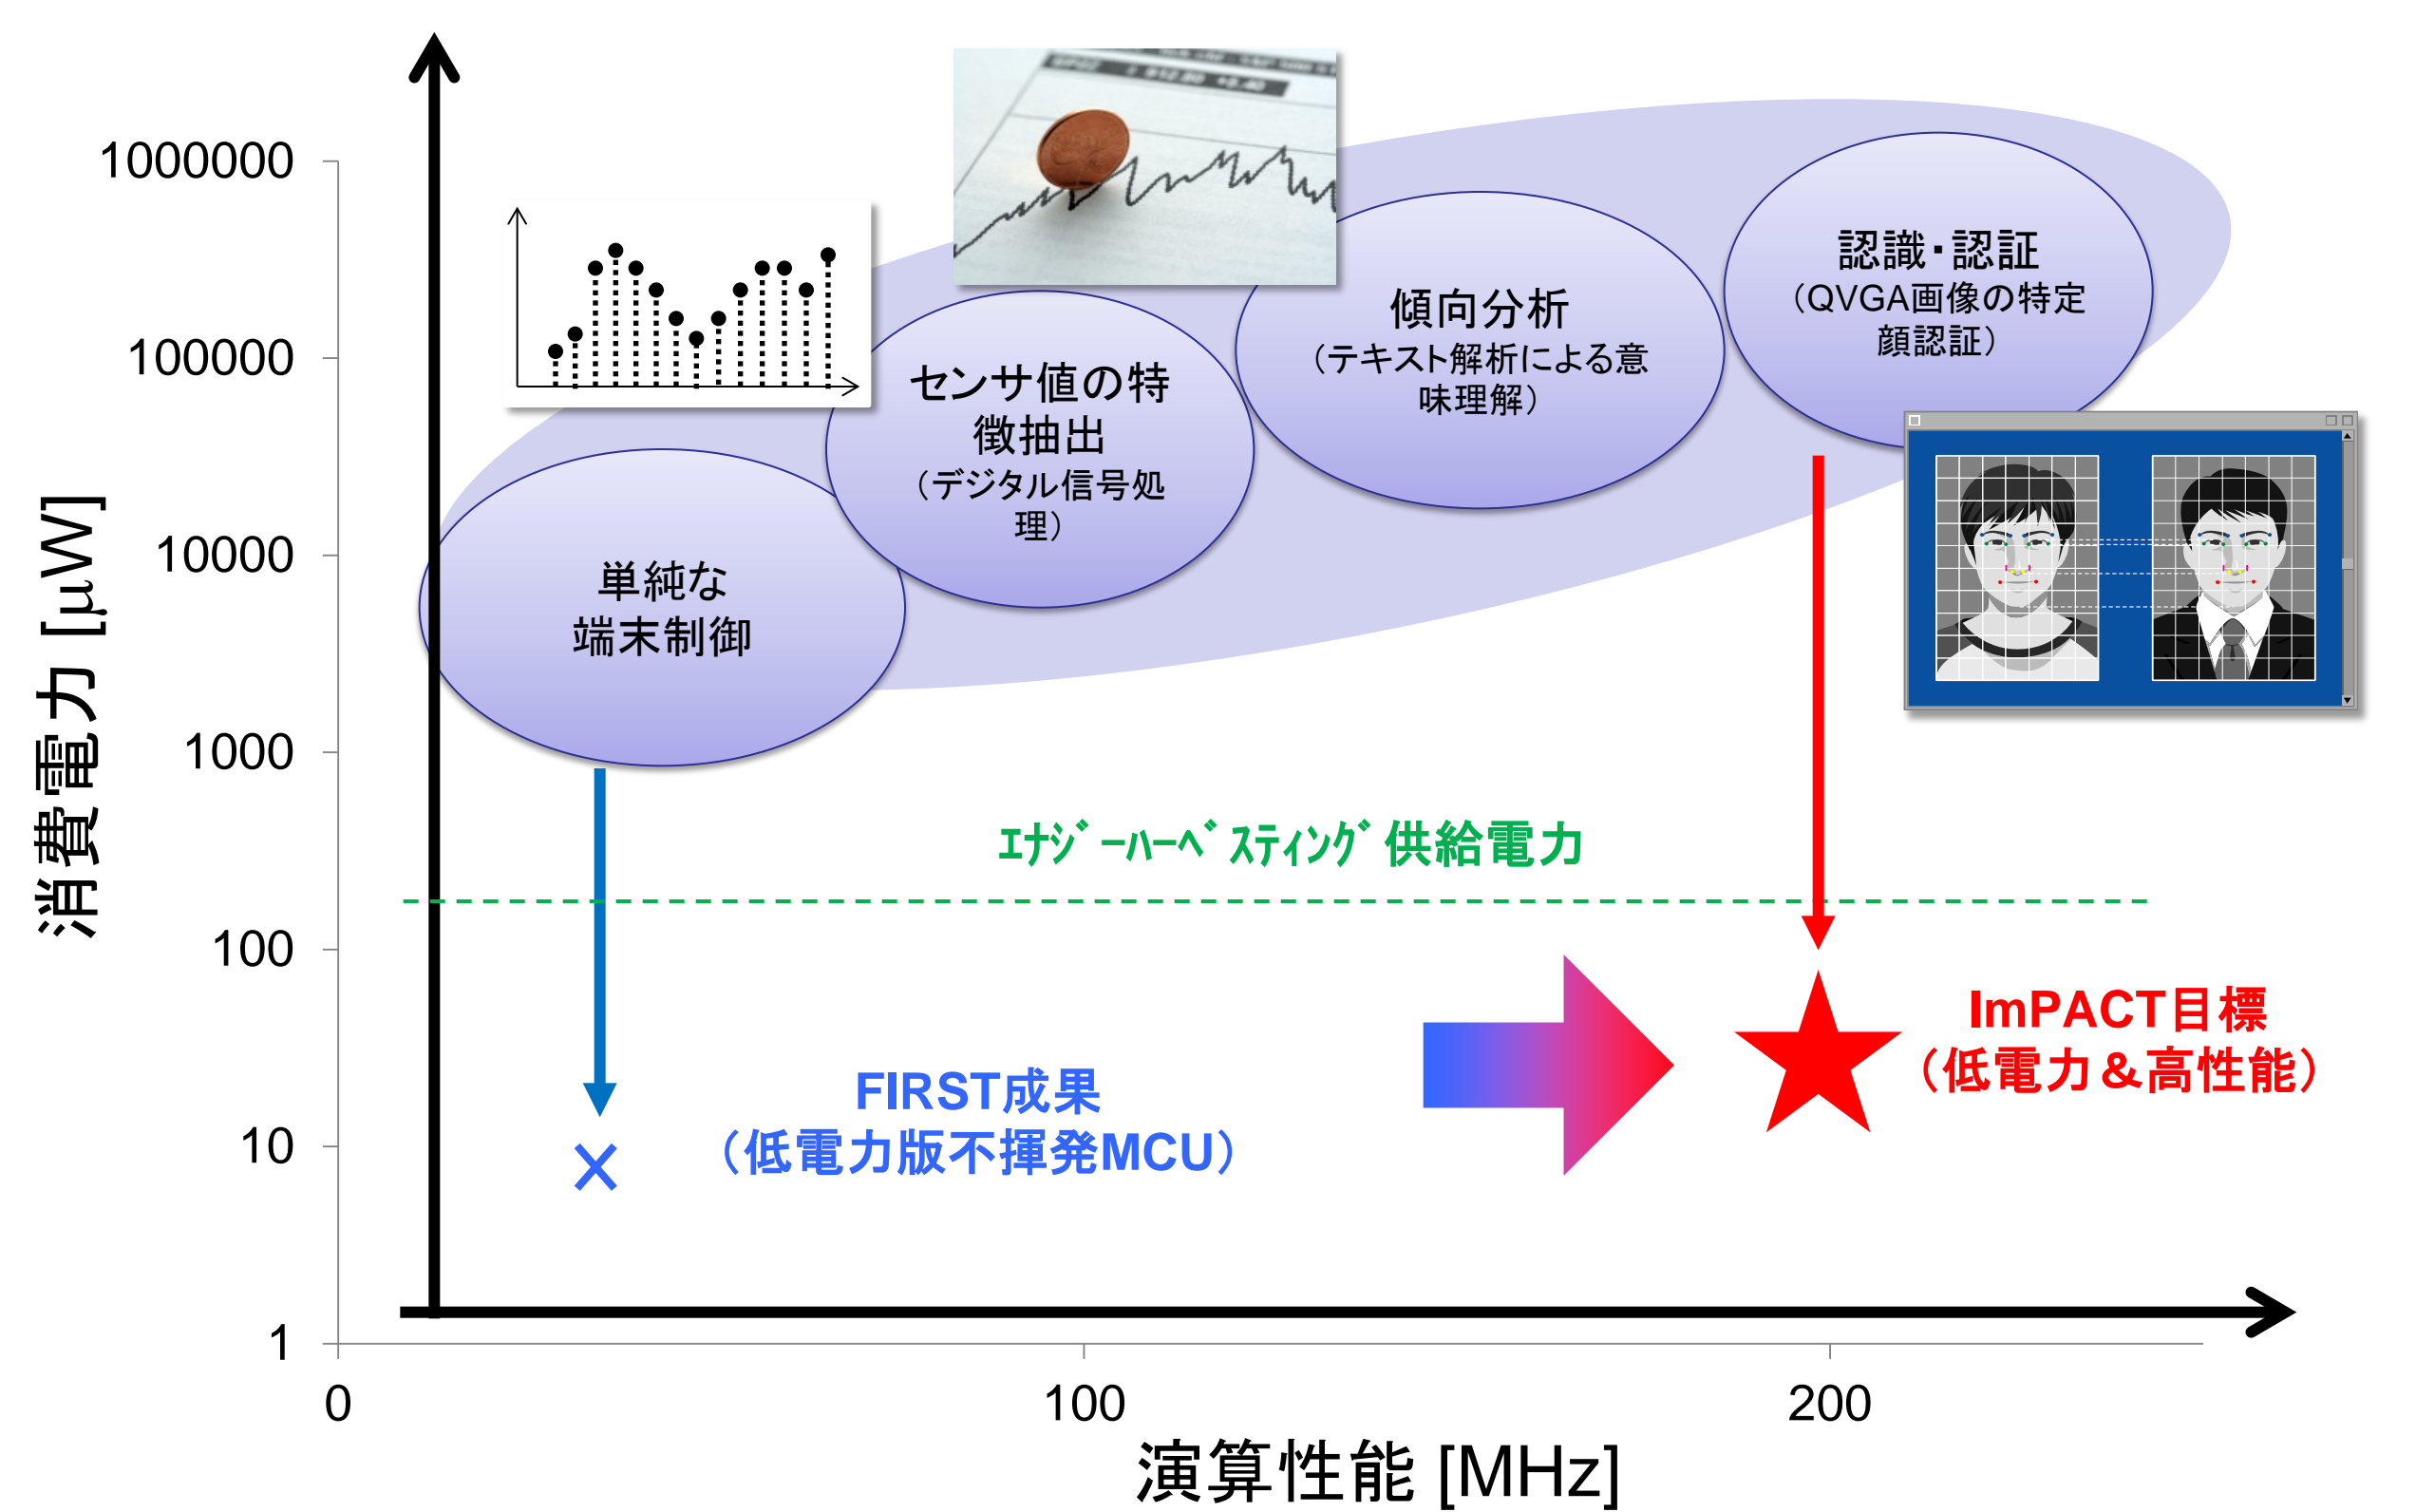 消費電力 [μW]
1000000
100000
10000
1000
100
10
1
0
100
200
演算性能 [MHz]
単純な
端末制御
センサ値の特
徴抽出
（デジタル信号処
理）
傾向分析
（テキスト解析による意
味理解）
認識・認証
（QVGA画像の特定
顔認証）
ｴﾅｼﾞｰﾊｰﾍﾞｽﾃｨﾝｸﾞ供給電力
FIRST成果
（低電力版不揮発MCU）
ImPACT目標
（低電力＆高性能）